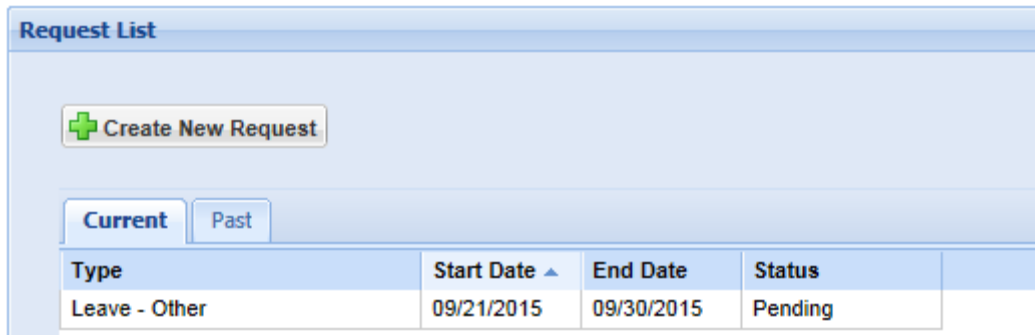 Request List
Create New Request
Current Past
Type Start Date End Date Status
Leave - Other 09/21/2015 09/30/2015 Pending